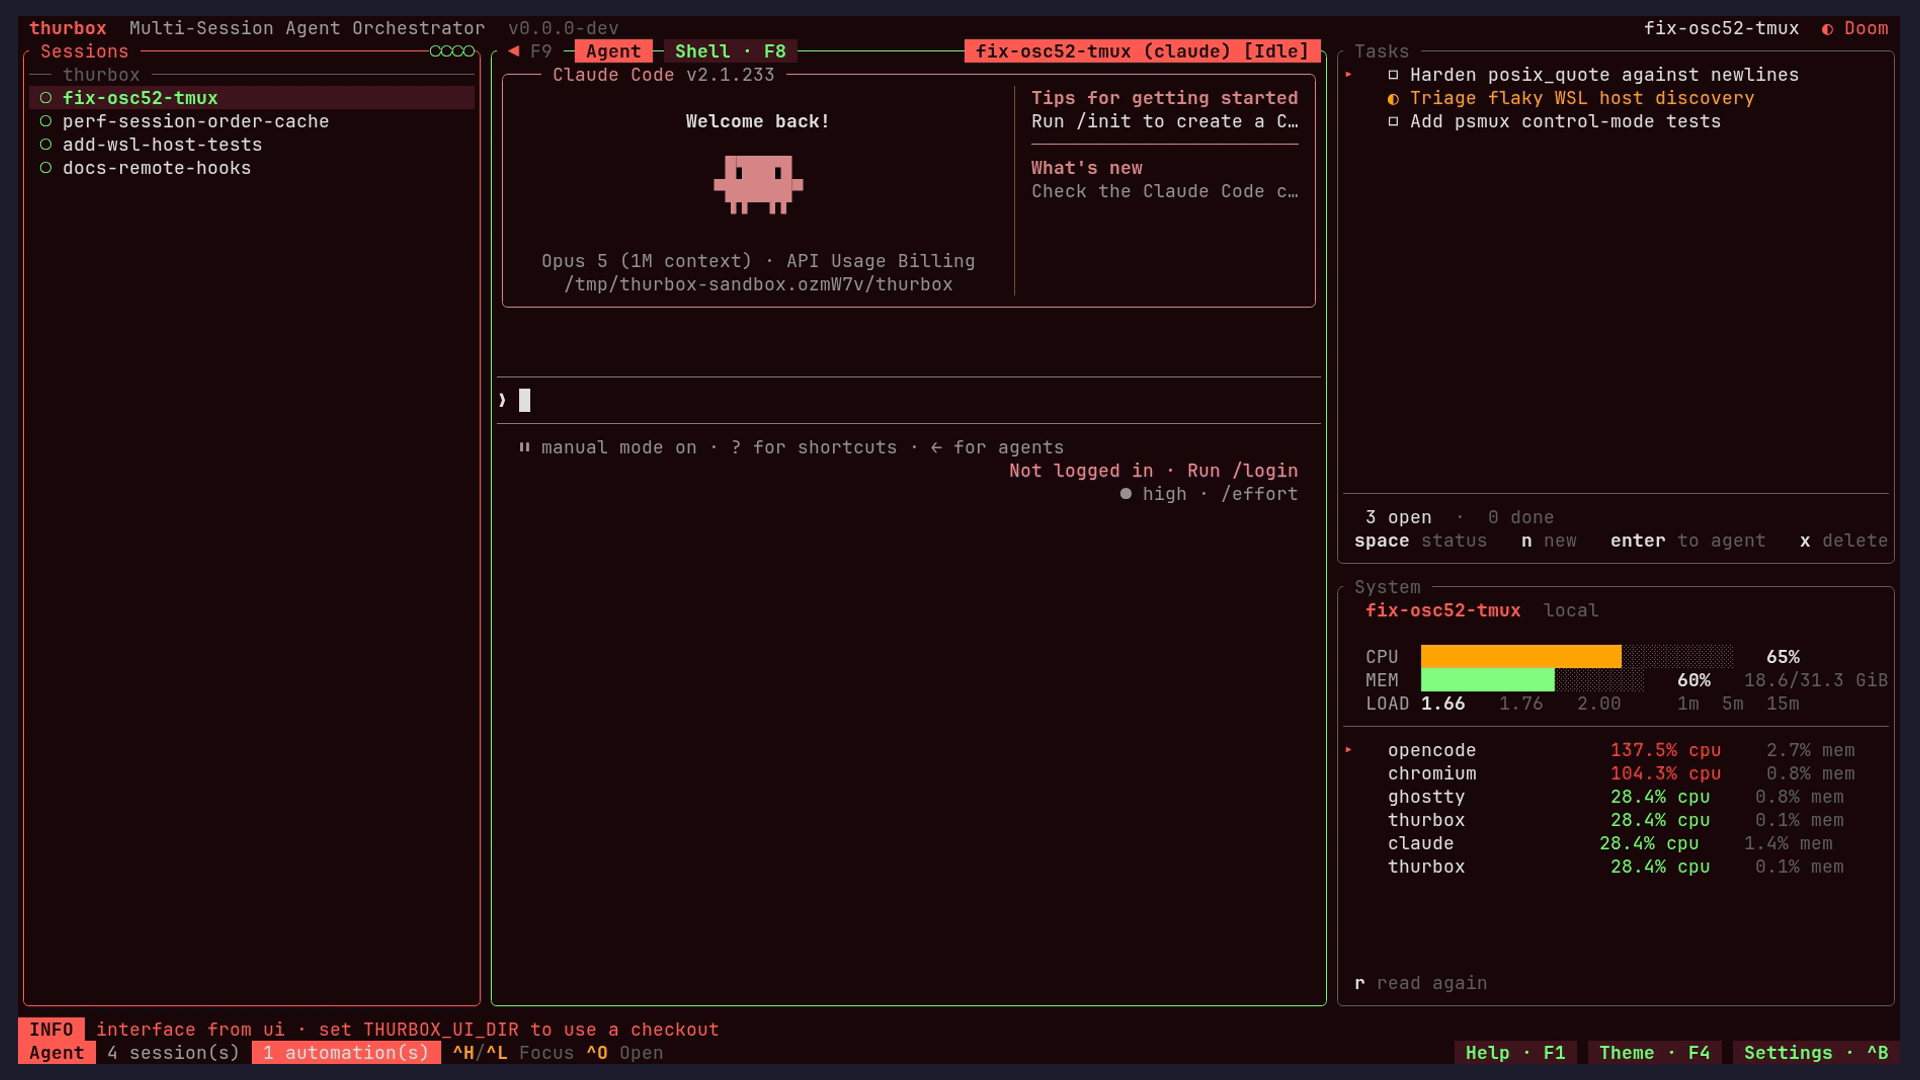 thurbox Multi-Session Agent Orchestrator v0.0.0-dev fix-osc52-tmux ◐ Doom
Sessions
thurbox
fix-osc52-tmux
perf-session-order-cache
add-wsl-host-tests
docs-remote-hooks
◀ F9 Agent Shell · F8 fix-osc52-tmux (claude) [Idle]
Claude Code v2.1.233
Welcome back!
Opus 5 (1M context) · API Usage Billing
/tmp/thurbox-sandbox.ozmW7v/thurbox
Tips for getting started
Run /init to create a C…
What's new
Check the Claude Code c…
❯
⏸ manual mode on · ? for shortcuts · ← for agents
Not logged in · Run /login
● high · /effort
Tasks
▸ □ Harden posix_quote against newlines
◐ Triage flaky WSL host discovery
□ Add psmux control-mode tests
3 open · 0 done
space status n new enter to agent x delete
System
fix-osc52-tmux local
CPU 65%
MEM 60% 18.6/31.3 GiB
LOAD 1.66 1.76 2.00 1m 5m 15m
▸ opencode 137.5% cpu 2.7% mem
chromium 104.3% cpu 0.8% mem
ghostty 28.4% cpu 0.8% mem
thurbox 28.4% cpu 0.1% mem
claude 28.4% cpu 1.4% mem
thurbox 28.4% cpu 0.1% mem
r read again
INFO interface from ui · set THURBOX_UI_DIR to use a checkout
Agent 4 session(s) 1 automation(s) ^H/^L Focus ^O Open Help · F1 Theme · F4 Settings · ^B